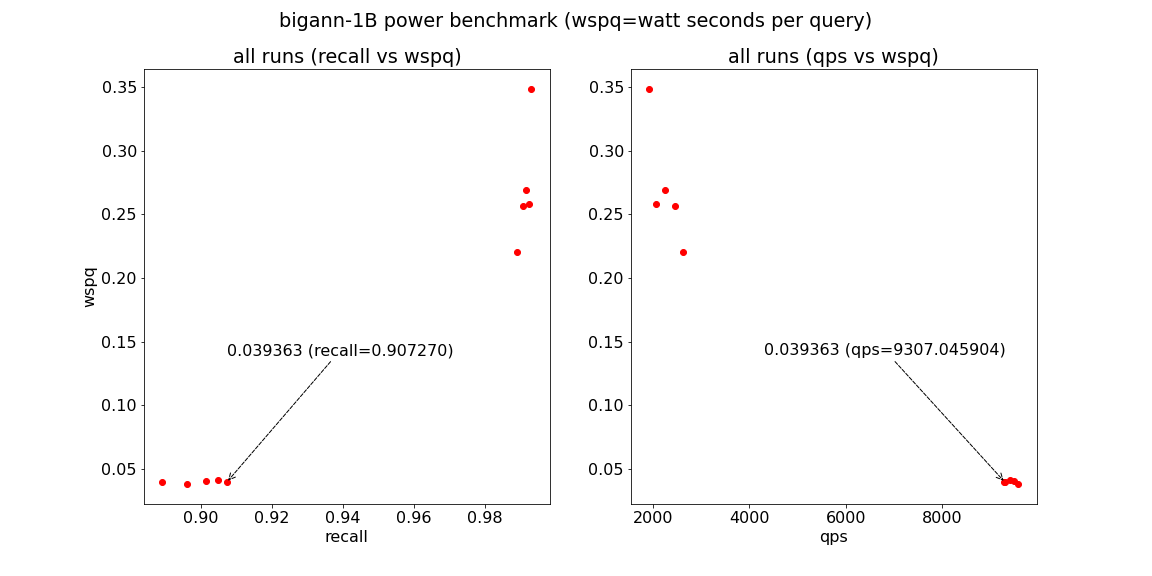 bigann-1B power benchmark (wspq=watt seconds per query)
all runs (recall vs wspq)
0.35
0.30
0.25
0.20
0.15
0.10
0.05
wspq
0.039363 (recall=0.907270)
0.90 0.92 0.94 0.96 0.98
recall
all runs (qps vs wspq)
0.35
0.30
0.25
0.20
0.15
0.10
0.05
0.039363 (qps=9307.045904)
2000 4000 6000 8000
qps